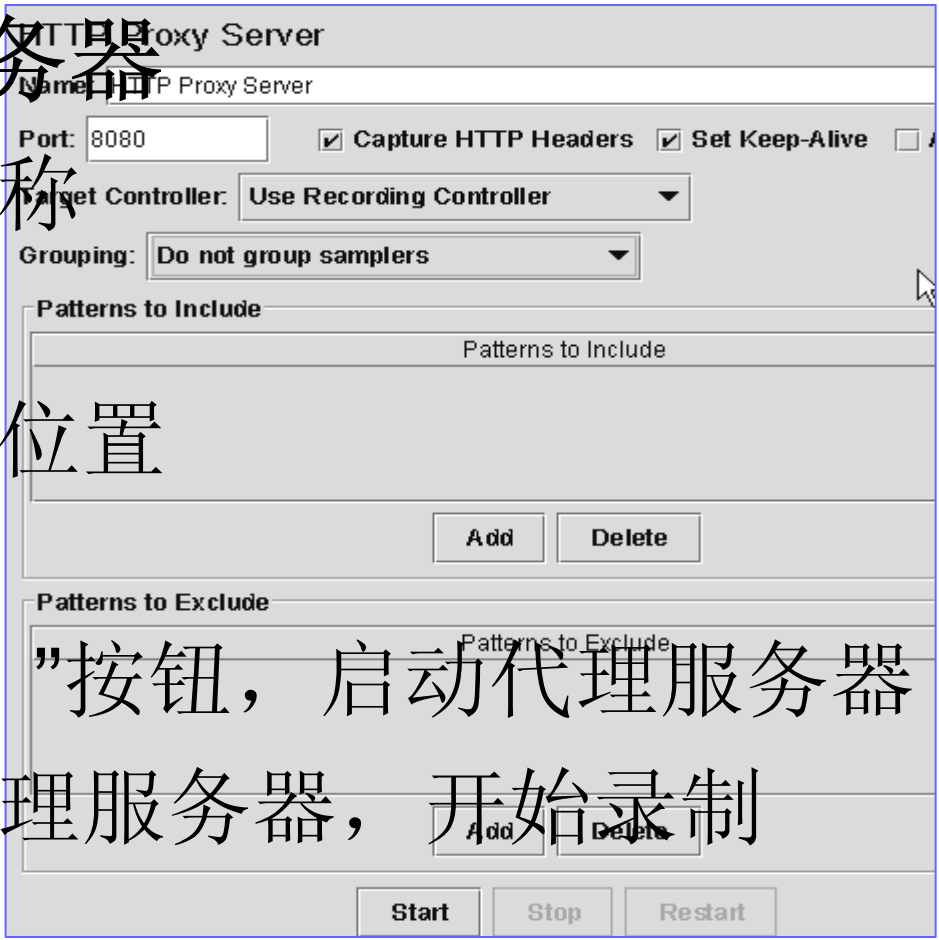 HTTP Proxy Server
务器
Name: HTTP Proxy Server
Port: 8080 Capture HTTP Headers Set Keep-Alive
称
Target Controller: Use Recording Controller
Grouping: Do not group samplers
Patterns to Include
Patterns to Include
位置
Add Delete
Patterns to Exclude
Patterns to Exclude
”按钮，启动代理服务器
理服务器，开始录制
Add Delete
Start Stop Restart